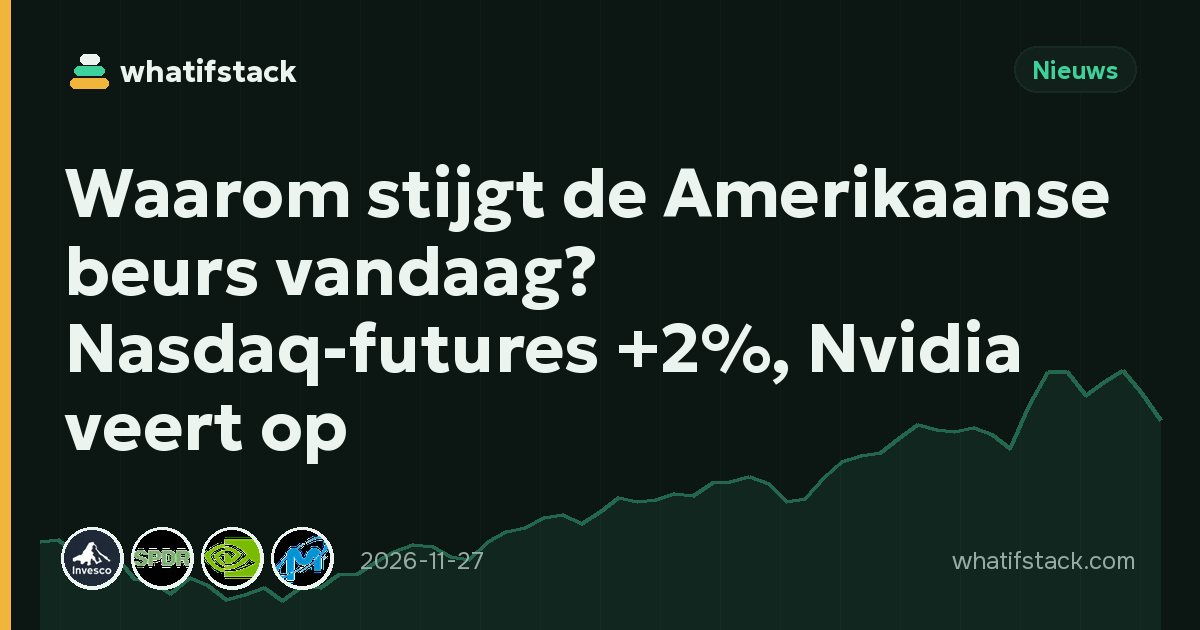 whatifstack
Nieuws
Waarom stijgt de Amerikaanse
beurs vandaag?
Nasdaq-futures +2%, Nvidia
veert op
Invesco
SPDR
M
2026-11-27
whatifstack.com